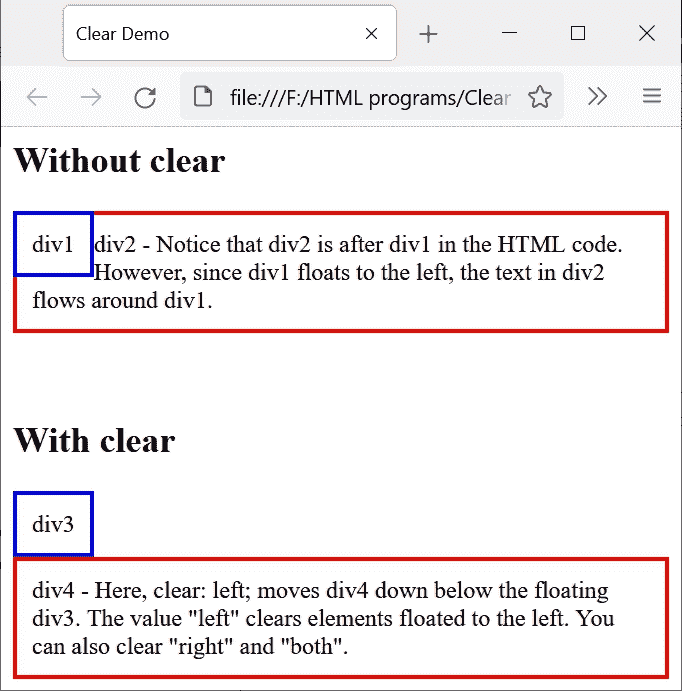 Clear Demo
file:///F:/HTML programs/Clear
Without clear
div1
div2 - Notice that div2 is after div1 in the HTML code.
However, since div1 floats to the left, the text in div2
flows around div1.
With clear
div3
div4 - Here, clear: left; moves div4 down below the floating
div3. The value "left" clears elements floated to the left. You
can also clear "right" and "both".